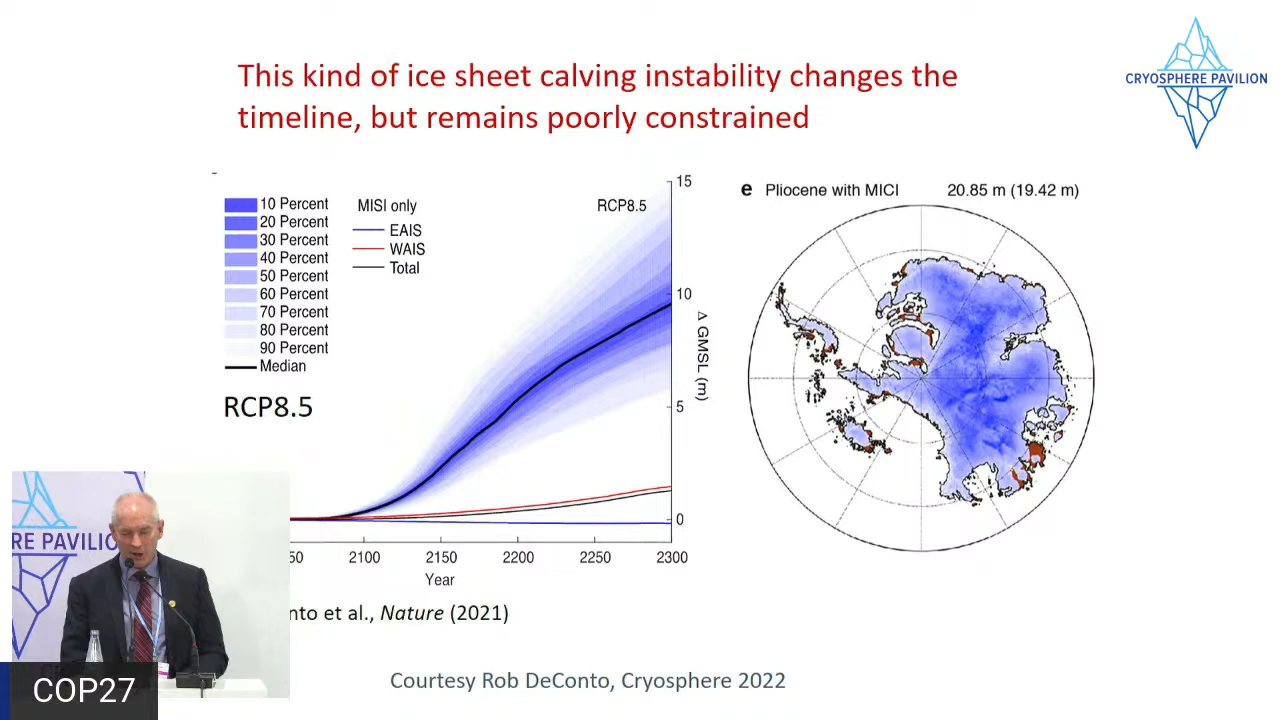 This kind of ice sheet calving instability changes the
timeline, but remains poorly constrained
CRYOSPHERE PAVILION
10 Percent
20 Percent
30 Percent
40 Percent
50 Percent
60 Percent
70 Percent
80 Percent
90 Percent
Median
MISI only
EAIS
WAIS
Total
RCP8.5
RCP8.5
15
10
5
0
Δ GMSL (m)
50
2100
2150
2200
2250
2300
Year
e Pliocene with MICI 20.85 m (19.42 m)
nto et al., Nature (2021)
Courtesy Rob DeConto, Cryosphere 2022
RE PAVILIO
COP27